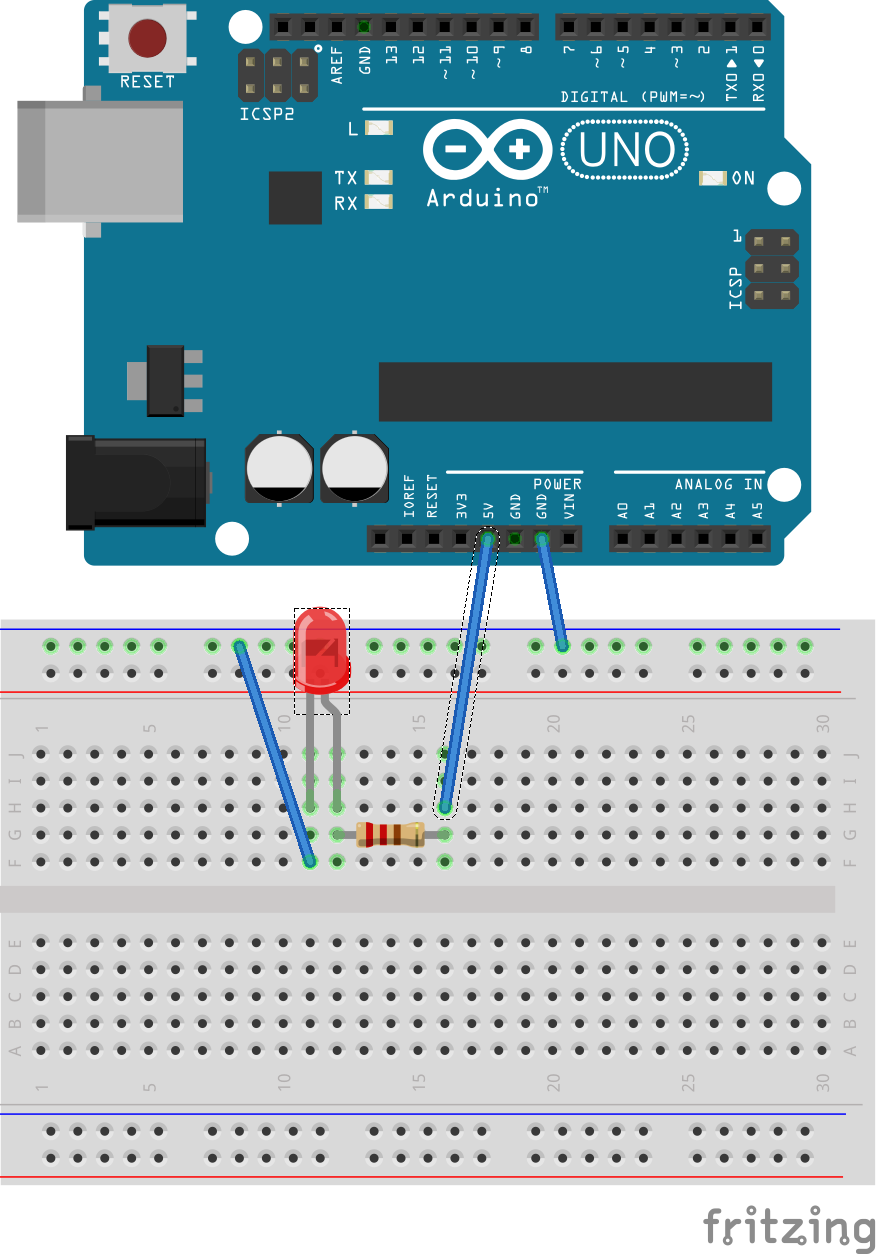 RESET
ICSP2
AREF
GND
13
12
~11
~10
~9
8
7
~6
~5
4
~3
2
TX0▶1
RX0◀0
DIGITAL (PWM=~)
L
TX
RX
Arduino™
UNO
ON
1
ICSP
IOREF
RESET
3V3
5V
GND
GND
VIN
POWER
ANALOG IN
A0
A1
A2
A3
A4
A5
1 5 10 15 20 25 30
J J
I I
H H
G G
F F
E E
D D
C C
B B
A A
1 5 10 15 20 25 30
fritzing